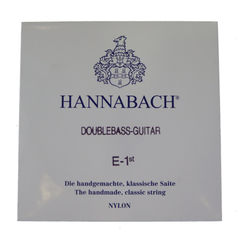 HANNABACH®
DOUBLEBASS-GUITAR
E-1st
Die handgemachte, klassische Saite
The handmade, classic string
NYLON